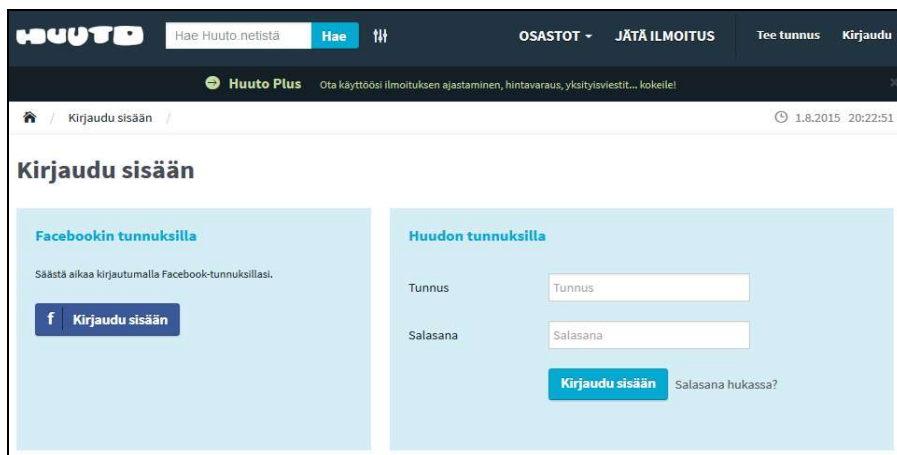 HUUTO Hae Huuto.netistä Hae OSASTOT JÄTÄ ILMOITUS Tee tunnus Kirjaudu
Huuto Plus Ota käyttöösi ilmoituksen ajastaminen, hintavaraus, yksityisviestit... kokeile!
/ Kirjaudu sisään / 1.8.2015 20:22:51
Kirjaudu sisään
Facebookin tunnuksilla
Säästä aikaa kirjautumalla Facebook-tunnuksillasi.
f Kirjaudu sisään
Huudon tunnuksilla
Tunnus Tunnus
Salasana Salasana
Kirjaudu sisään Salasana hukassa?